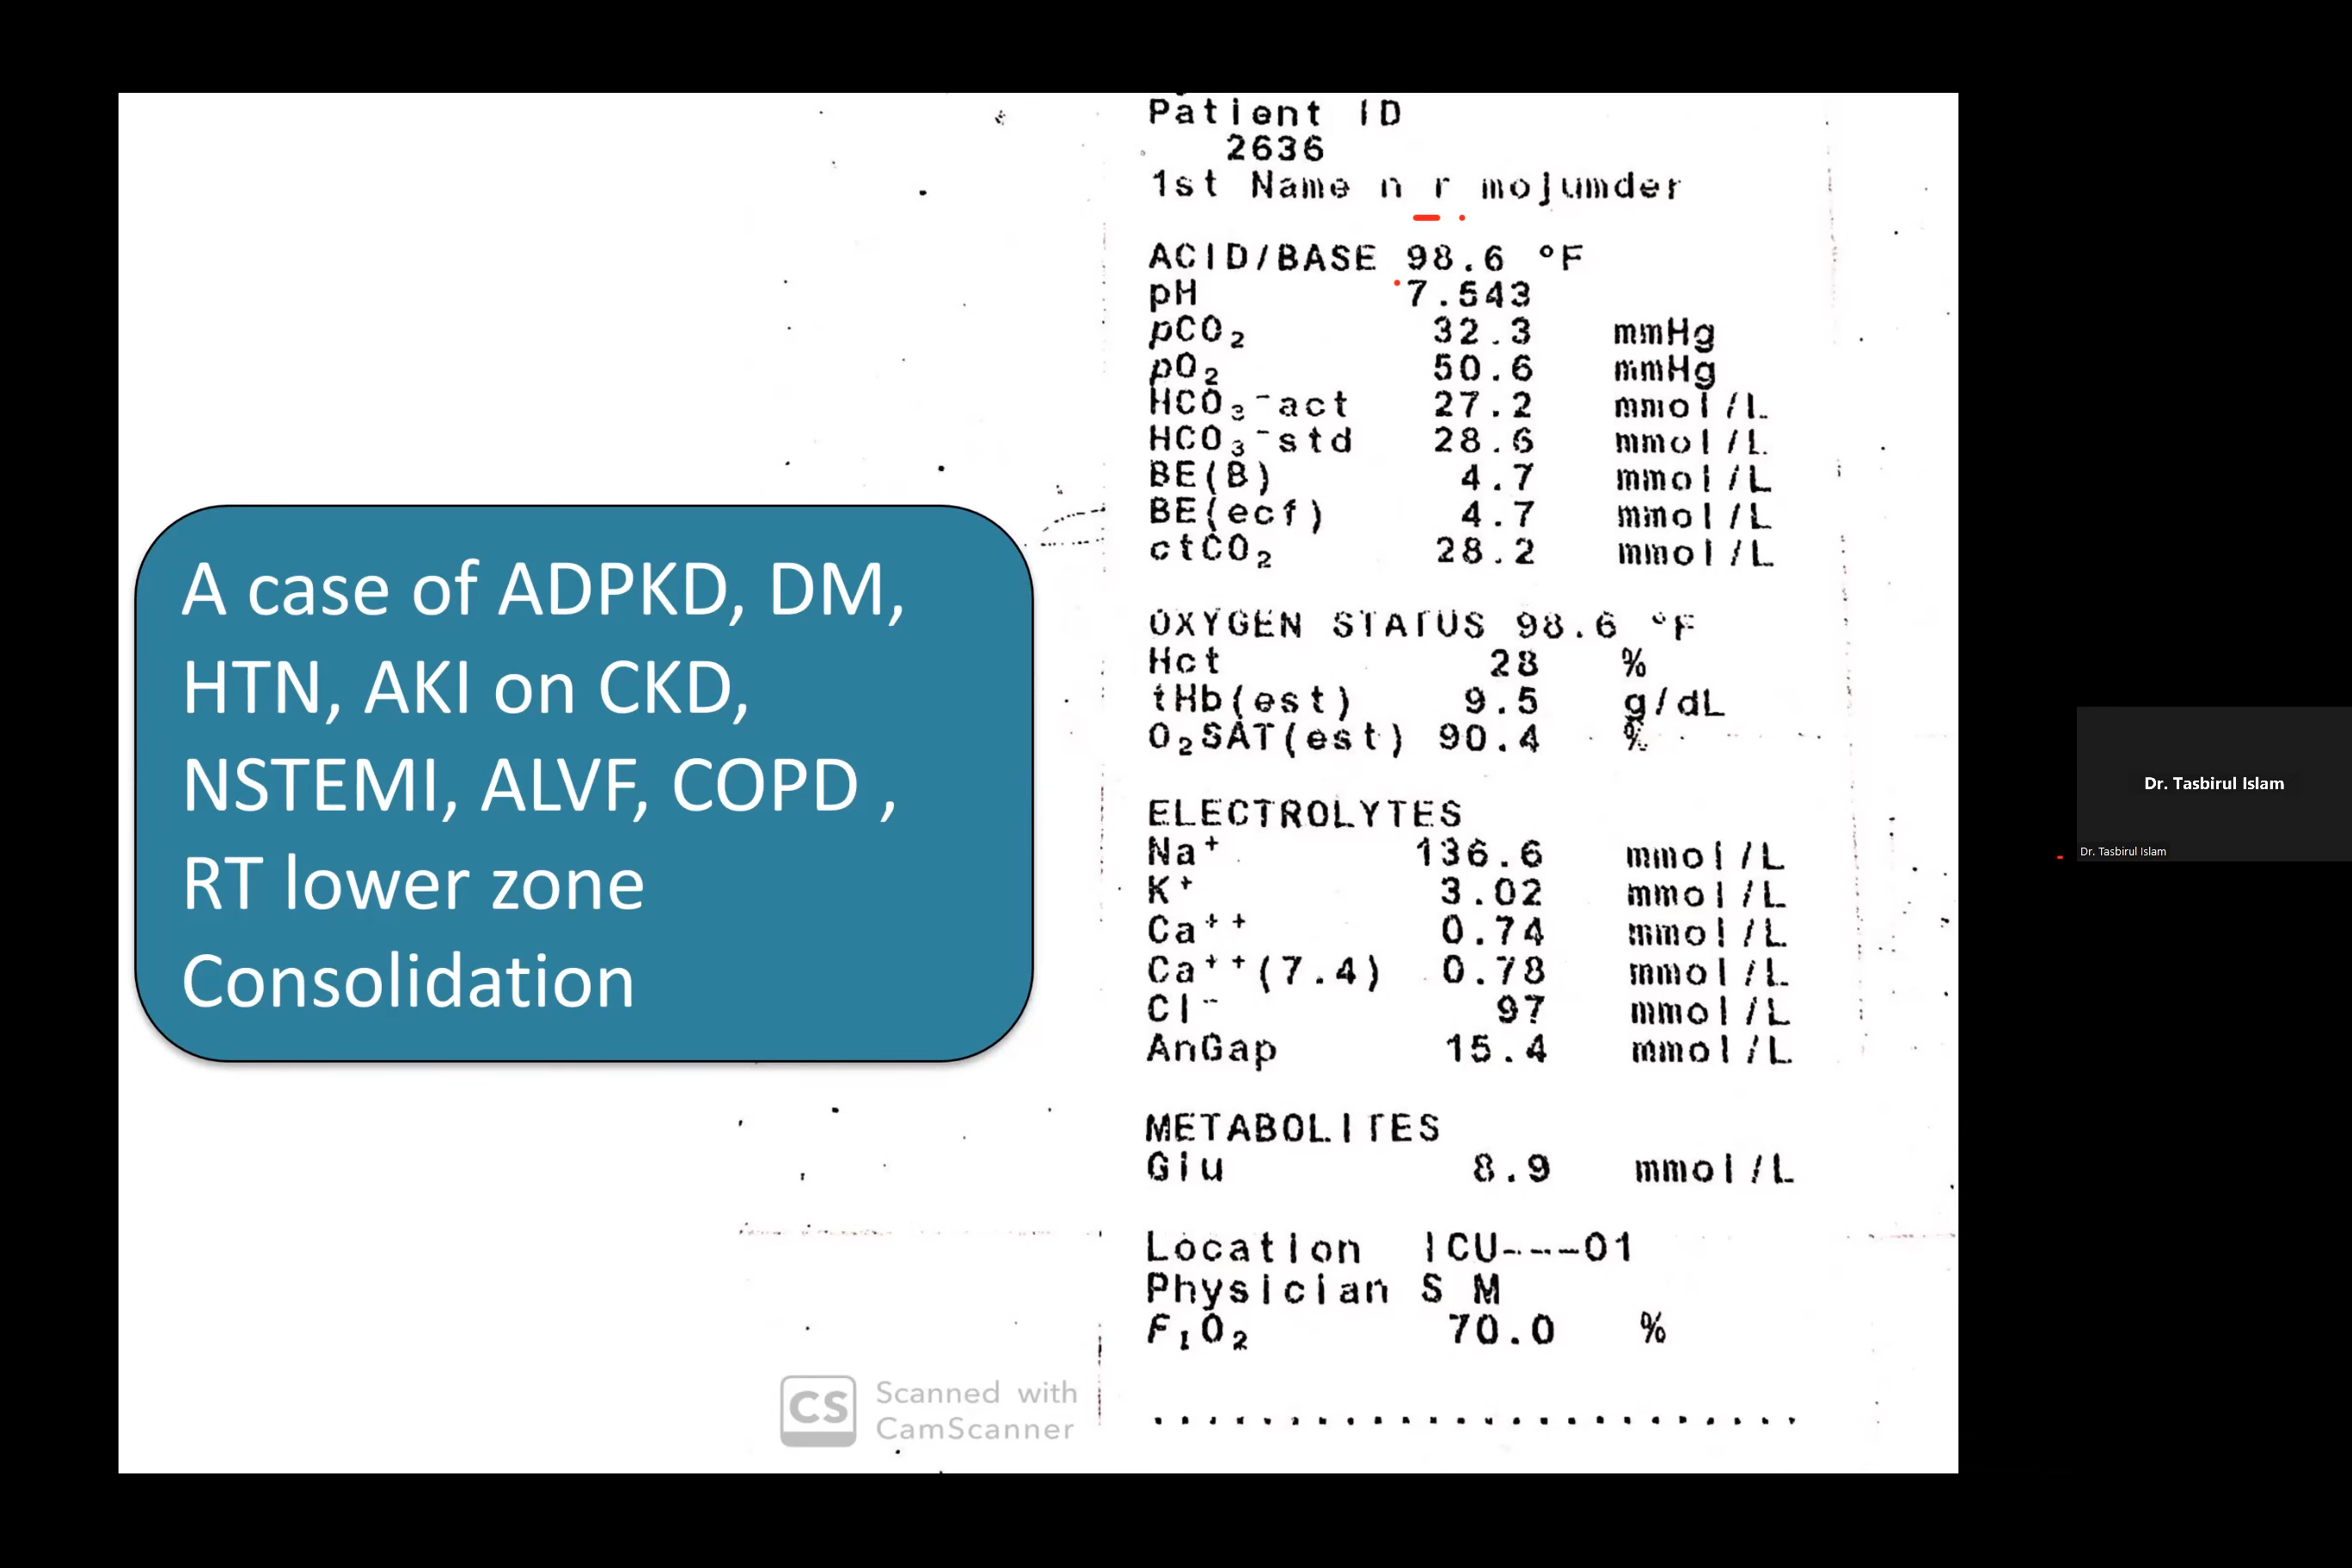 A case of ADPKD, DM,
HTN, AKI on CKD,
NSTEMI, ALVF, COPD ,
RT lower zone
Consolidation
Patient ID
2636
1st Name n r mojumder
ACID/BASE 98.6 °F
pH 7.543
pCO₂ 32.3 mmHg
pO₂ 50.6 mmHg
HCO₃⁻act 27.2 mmol/L
HCO₃⁻std 28.6 mmol/L
BE(B) 4.7 mmol/L
BE(ecf) 4.7 mmol/L
ctCO₂ 28.2 mmol/L
OXYGEN STATUS 98.6 °F
Hct 28 %
tHb(est) 9.5 g/dL
O₂SAT(est) 90.4 %
ELECTROLYTES
Na⁺ 136.6 mmol/L
K⁺ 3.02 mmol/L
Ca⁺⁺ 0.74 mmol/L
Ca⁺⁺(7.4) 0.78 mmol/L
Cl⁻ 97 mmol/L
AnGap 15.4 mmol/L
METABOLITES
Glu 8.9 mmol/L
Location ICU---01
Physician S M
FIO₂ 70.0 %
CS Scanned with
CamScanner
Dr. Tasbirul Islam
Dr. Tasbirul Islam